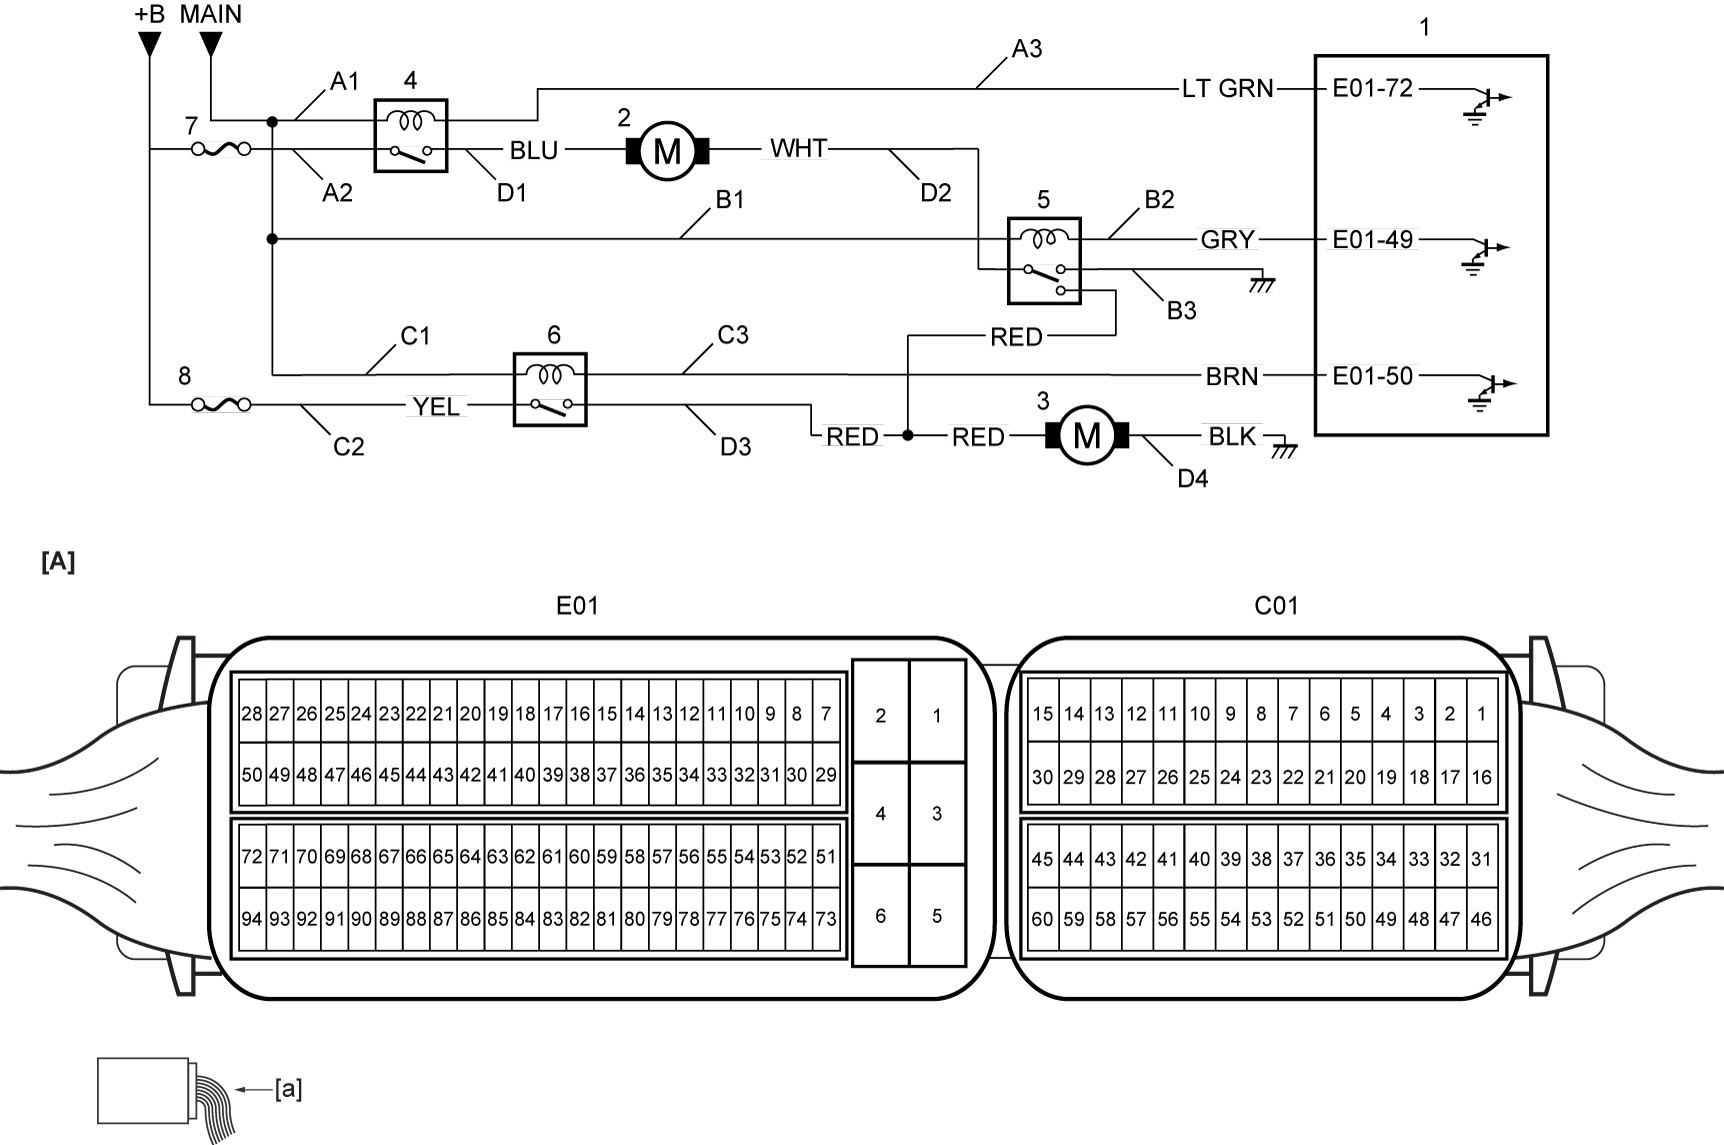 +B MAIN
1
A3
A1 4
LT GRN E01-72
7 2
BLU M WHT
A2 D1 D2
B1 5 B2
GRY E01-49
B3
C1 6 C3 RED
8 BRN E01-50
YEL 3
RED RED M BLK
C2 D3
D4
[A]
E01 C01
28 27 26 25 24 23 22 21 20 19 18 17 16 15 14 13 12 11 10 9 8 7 2 1 15 14 13 12 11 10 9 8 7 6 5 4 3 2 1
50 49 48 47 46 45 44 43 42 41 40 39 38 37 36 35 34 33 32 31 30 29 30 29 28 27 26 25 24 23 22 21 20 19 18 17 16
4 3
72 71 70 69 68 67 66 65 64 63 62 61 60 59 58 57 56 55 54 53 52 51 45 44 43 42 41 40 39 38 37 36 35 34 33 32 31
94 93 92 91 90 89 88 87 86 85 84 83 82 81 80 79 78 77 76 75 74 73 6 5 60 59 58 57 56 55 54 53 52 51 50 49 48 47 46
[a]